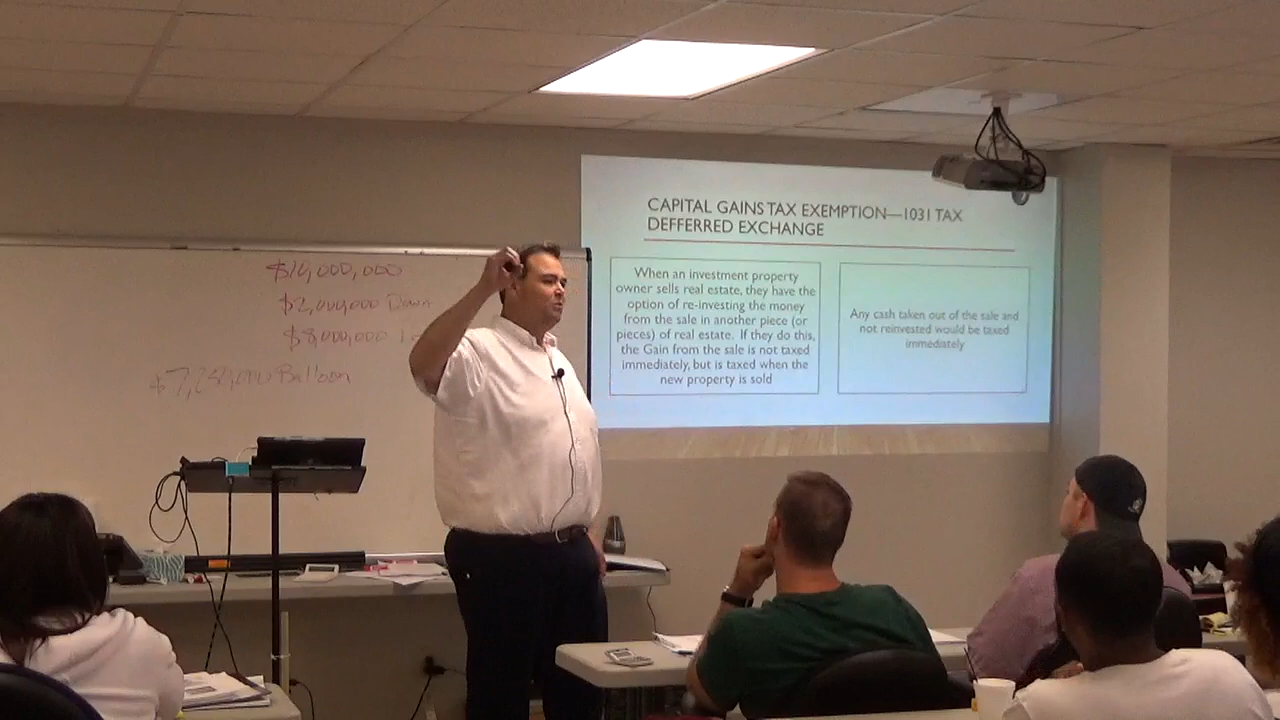 $10,000,000
$2,000,000 Down
$8,000,000
Balloon
CAPITAL GAINS TAX EXEMPTION—1031 TAX
DEFFERRED EXCHANGE
When an investment property
owner sells real estate, they have the
option of re-investing the money
from the sale in another piece (or
pieces) of real estate. If they do this,
the Gain from the sale is not taxed
immediately, but is taxed when the
new property is sold
Any cash taken out of the sale and
not reinvested would be taxed
immediately